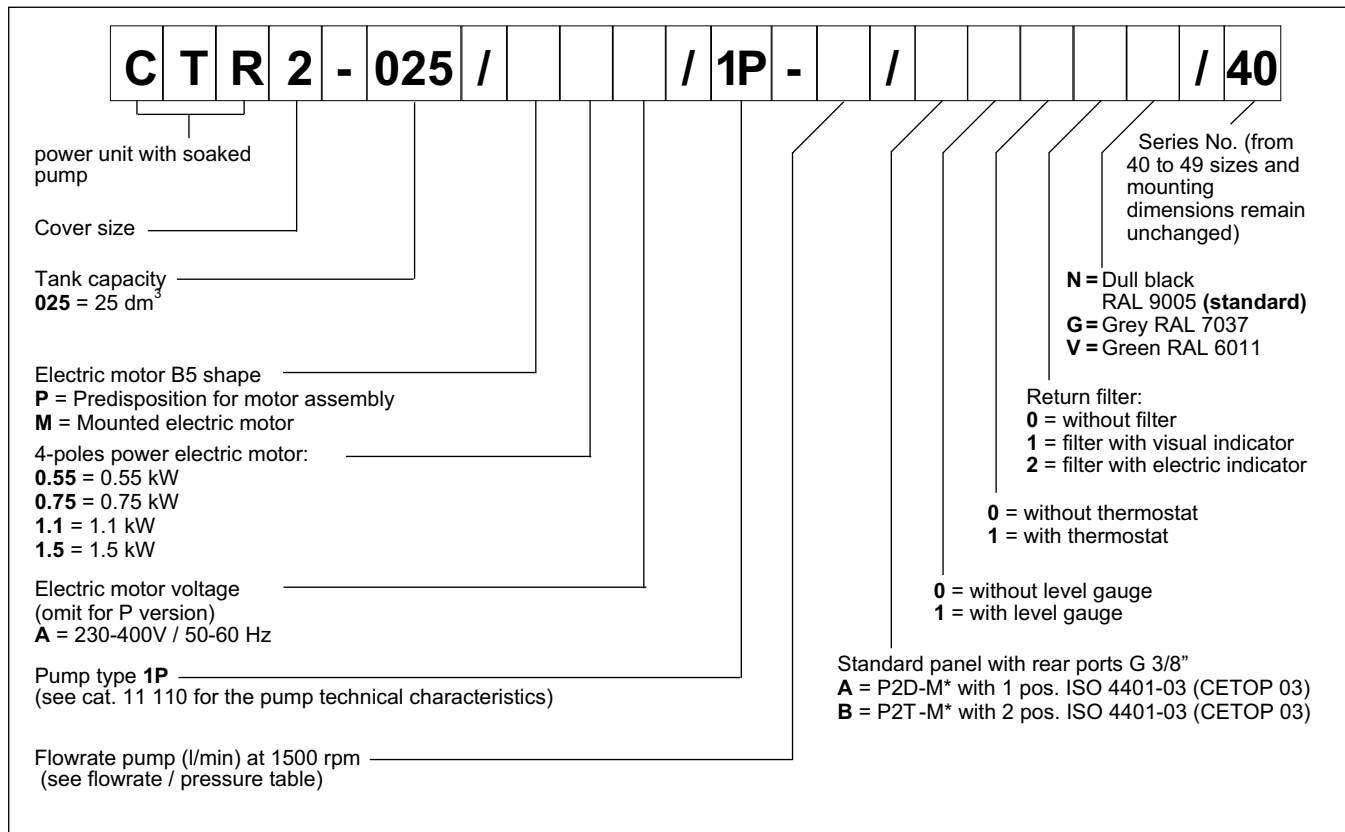 C T R 2 - 025 / / 1P - / / 40
power unit with soaked
pump
Cover size
Tank capacity
025 = 25 dm3
Electric motor B5 shape
P = Predisposition for motor assembly
M = Mounted electric motor
4-poles power electric motor:
0.55 = 0.55 kW
0.75 = 0.75 kW
1.1 = 1.1 kW
1.5 = 1.5 kW
Electric motor voltage
(omit for P version)
A = 230-400V / 50-60 Hz
Pump type 1P
(see cat. 11 110 for the pump technical characteristics)
Flowrate pump (l/min) at 1500 rpm
(see flowrate / pressure table)
Series No. (from
40 to 49 sizes and
mounting
dimensions remain
unchanged)
N = Dull black
RAL 9005 (standard)
G = Grey RAL 7037
V = Green RAL 6011
Return filter:
0 = without filter
1 = filter with visual indicator
2 = filter with electric indicator
0 = without thermostat
1 = with thermostat
0 = without level gauge
1 = with level gauge
Standard panel with rear ports G 3/8”
A = P2D-M* with 1 pos. ISO 4401-03 (CETOP 03)
B = P2T-M* with 2 pos. ISO 4401-03 (CETOP 03)